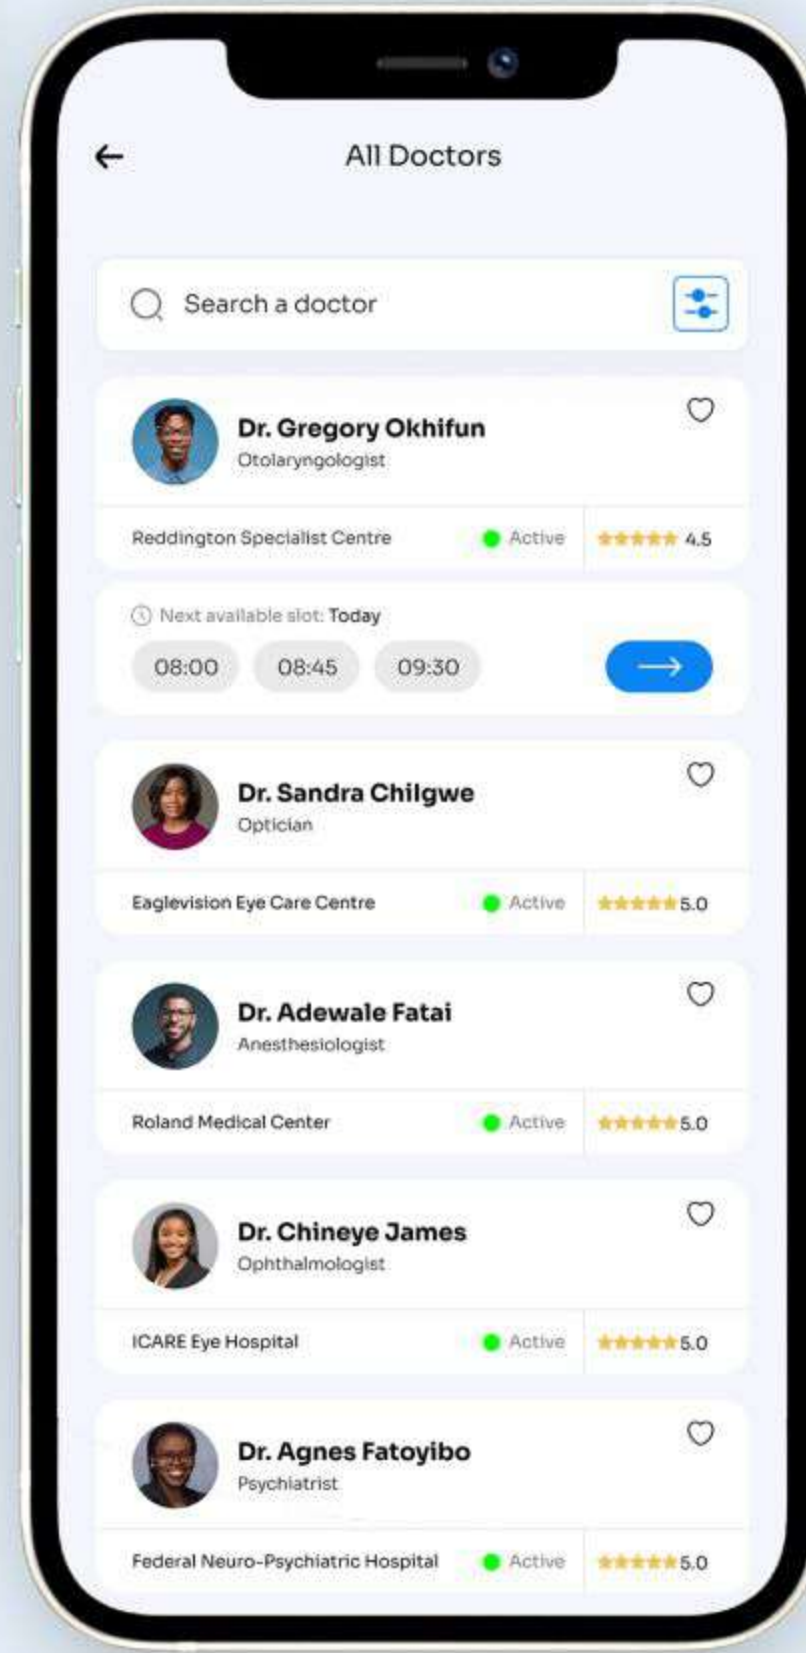 All Doctors
Search a doctor
Dr. Gregory Okhifun
Otolaryngologist
Reddington Specialist Centre Active 4.5
Next available slot: Today
08:00 08:45 09:30
Dr. Sandra Chilgwe
Optician
Eaglevision Eye Care Centre Active 5.0
Dr. Adewale Fatai
Anesthesiologist
Roland Medical Center Active 5.0
Dr. Chineye James
Ophthalmologist
ICARE Eye Hospital Active 5.0
Dr. Agnes Fatoyibo
Psychiatrist
Federal Neuro-Psychiatric Hospital Active 5.0